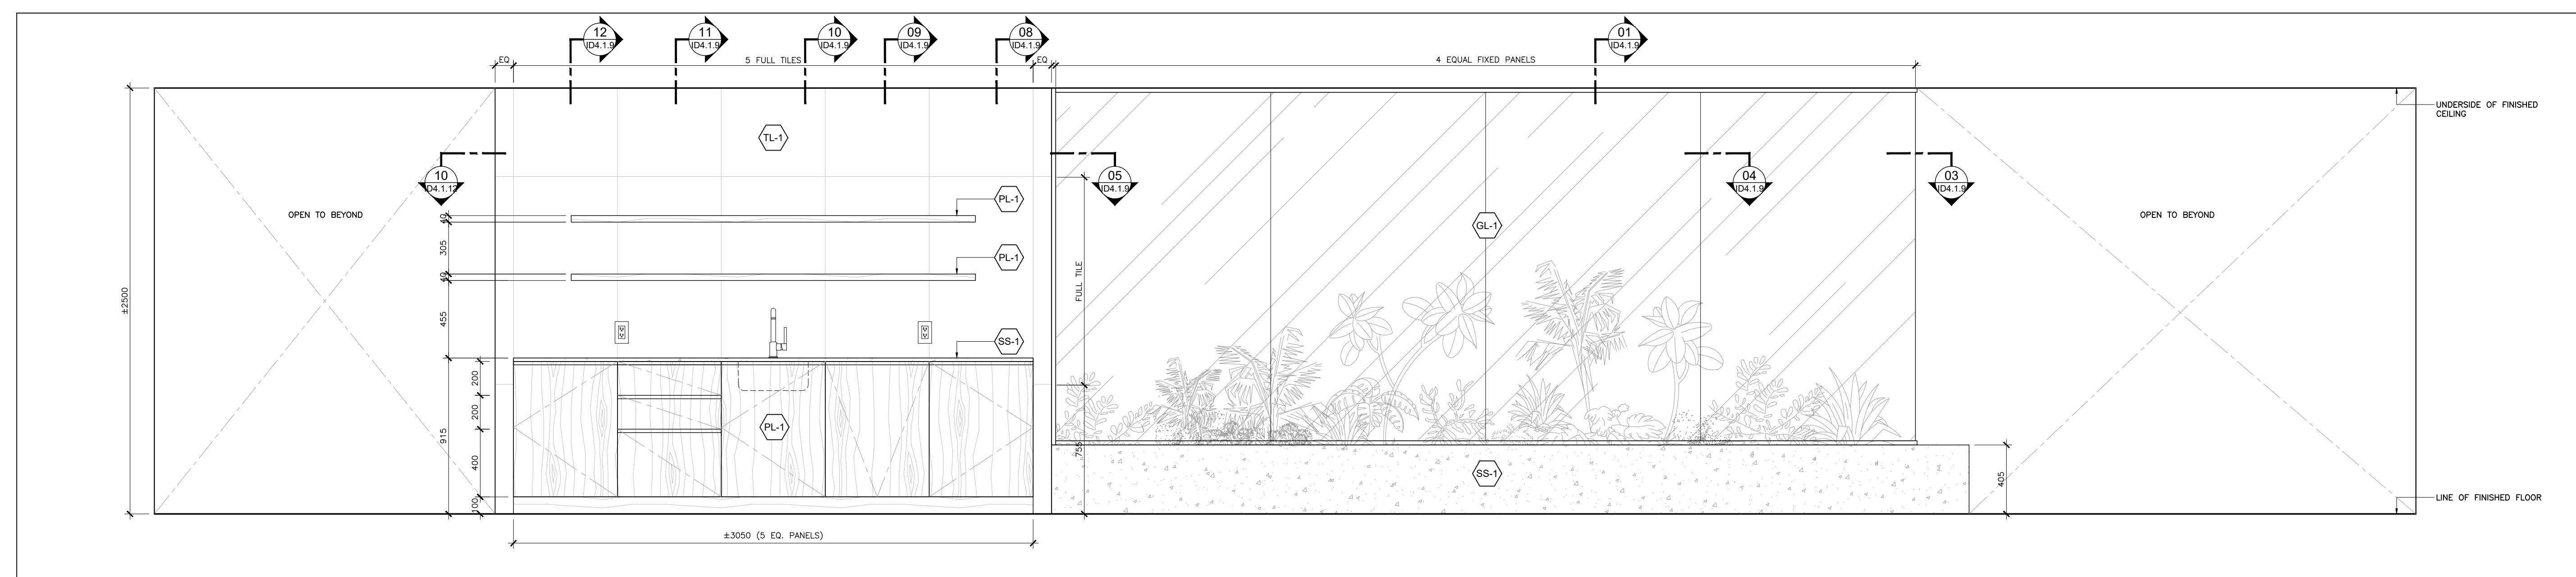 12
ID4.1.9
11
ID4.1.9
10
ID4.1.9
09
ID4.1.9
08
ID4.1.9
01
ID4.1.9
EQ
5 FULL TILES
EQ
4 EQUAL FIXED PANELS
UNDERSIDE OF FINISHED
CEILING
TL-1
10
ID4.1.12
05
ID4.1.9
04
ID4.1.9
03
ID4.1.9
PL-1
OPEN TO BEYOND
40
GL-1
OPEN TO BEYOND
305
PL-1
40
FULL TILE
±2500
455
SS-1
200
200
PL-1
915
755
400
SS-1
405
100
LINE OF FINISHED FLOOR
±3050 (5 EQ. PANELS)